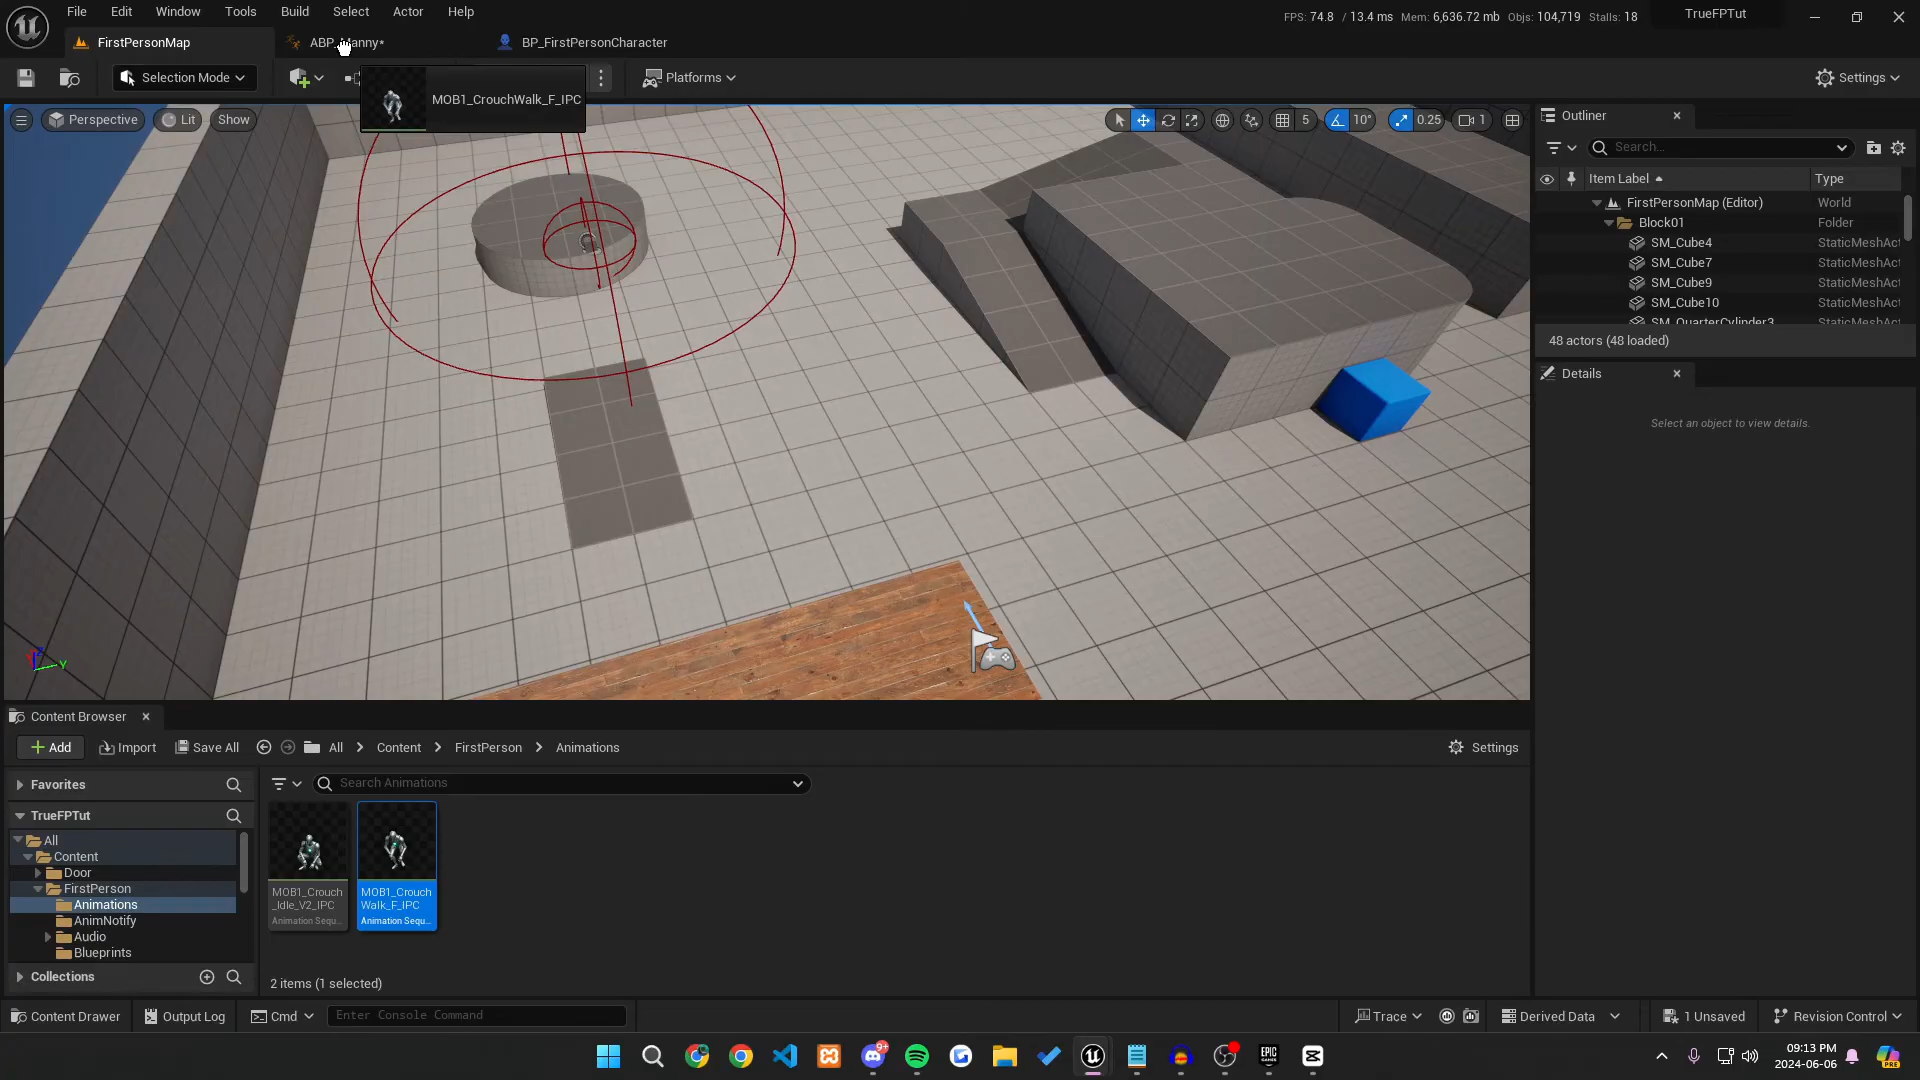 File Edit Window Tools Build Select Actor Help
FPS: 74.8 / 13.4 ms Mem: 6,636.72 mb Objs: 104,719 Stalls: 18
TrueFPTut
FirstPersonMap
BP_FirstPersonCharacter
Selection Mode
Platforms
Settings
MOB1_CrouchWalk_F_IPC
Perspective
Lit
Show
5
10°
0.25
1
Outliner
Search...
Item Label
Type
FirstPersonMap (Editor)
World
Block01
Folder
SM_Cube4
StaticMeshAct
SM_Cube7
StaticMeshAct
SM_Cube9
StaticMeshAct
SM_Cube10
StaticMeshAct
SM_QuarterCylinder3
StaticMeshAct
48 actors (48 loaded)
Details
Select an object to view details.
Y
Content Browser
Add
Import
Save All
All
Content
FirstPerson
Animations
Settings
Favorites
Search Animations
TrueFPTut
All
Content
Door
FirstPerson
Animations
AnimNotify
Audio
Blueprints
Collections
MOB1_Crouch
_Idle_V2_IPC
Animation Sequ...
MOB1_Crouch
Walk_F_IPC
Animation Sequ...
2 items (1 selected)
Content Drawer
Output Log
Cmd
Enter Console Command
Trace
Derived Data
1 Unsaved
Revision Control
9+
EPIC
GAMES
09:13 PM
2024-06-06
PRE